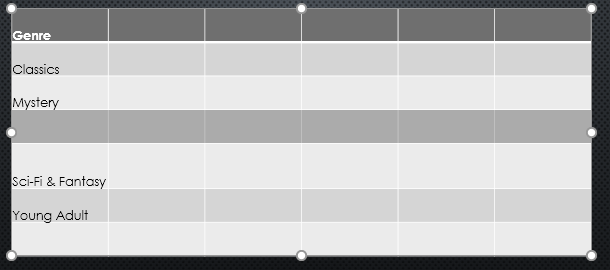 Genre
Classics
Mystery
Sci-Fi & Fantasy
Young Adult